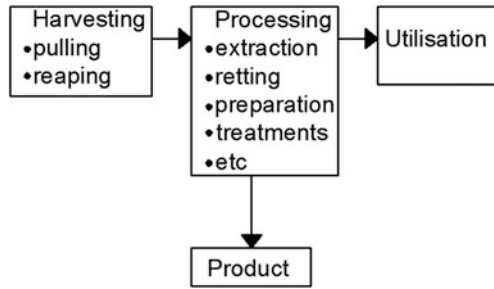 Harvesting
•pulling
•reaping
Processing
•extraction
•retting
•preparation
•treatments
•etc
Utilisation
Product